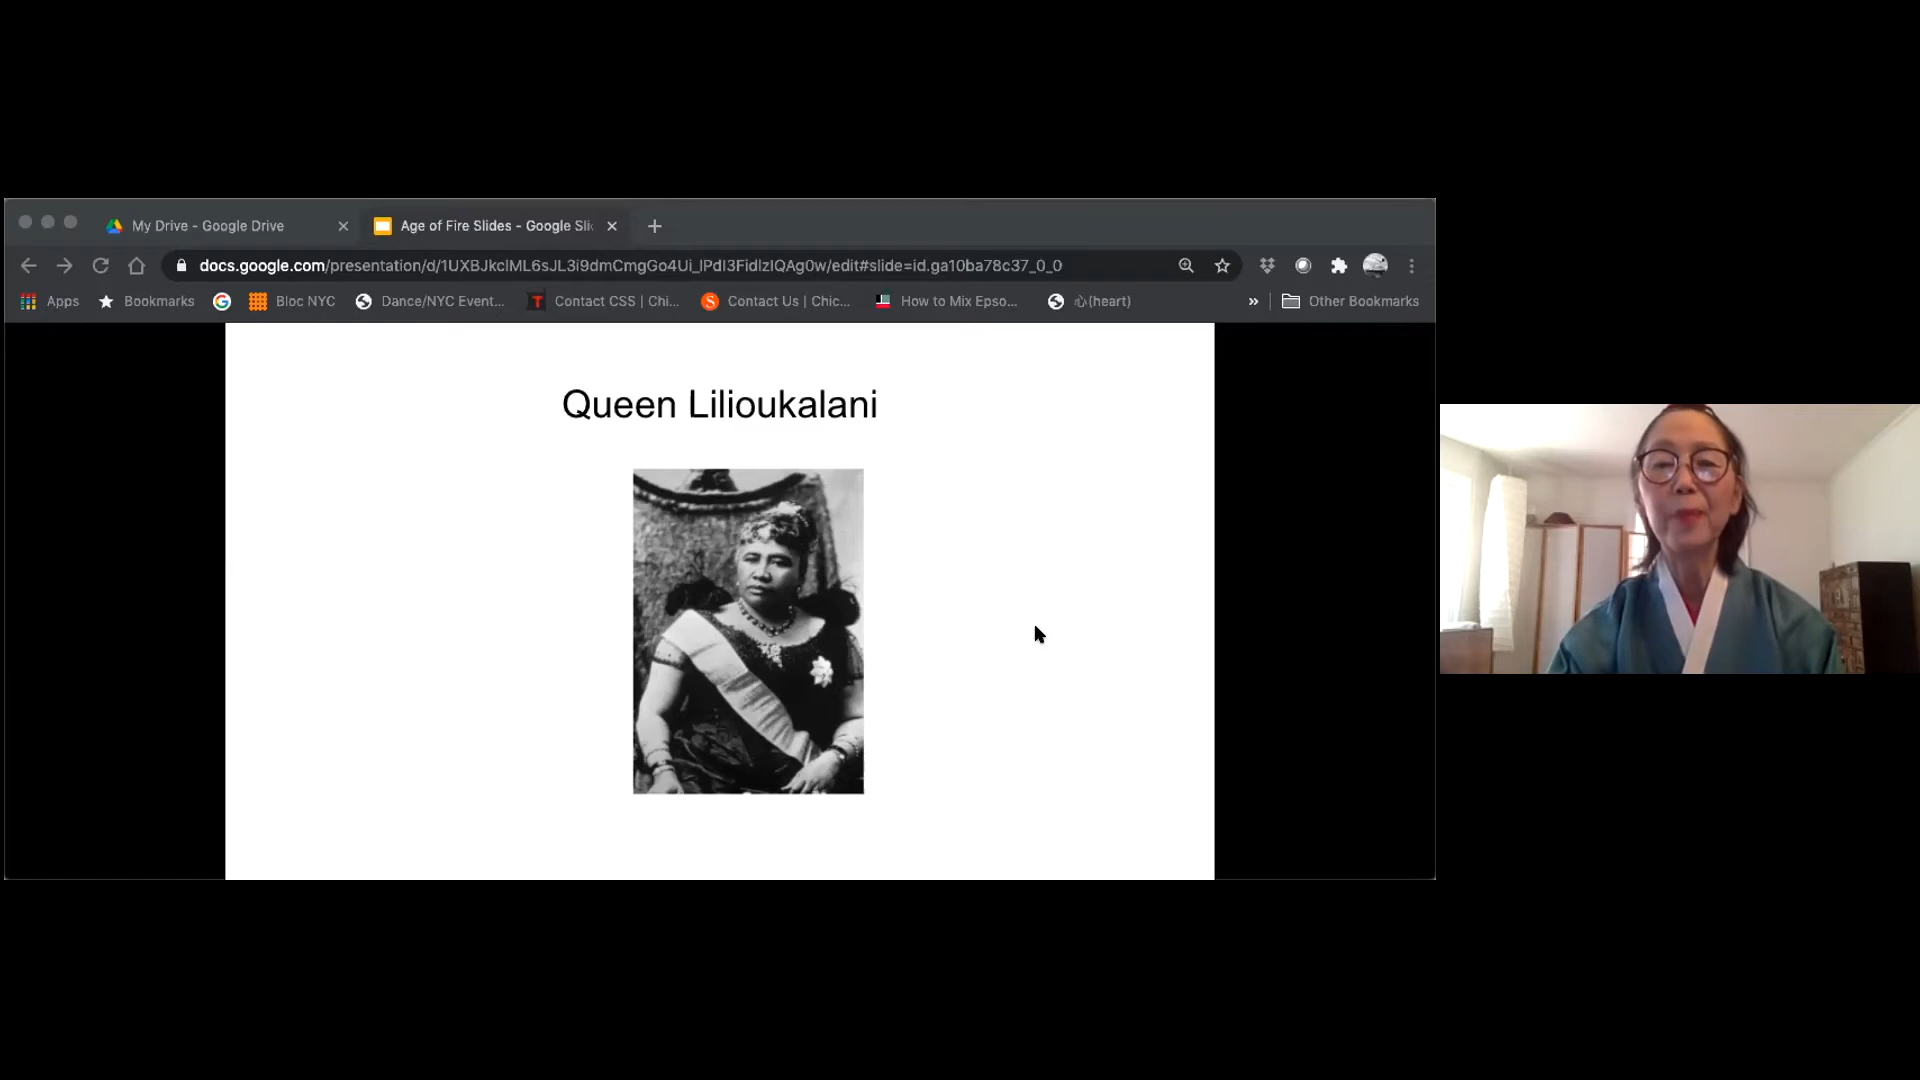 My Drive - Google Drive
Age of Fire Slides - Google Sli
docs.google.com/presentation/d/1UXBJkclML6sJL3i9dmCmgGo4Ui_lPdI3FidlzIQAg0w/edit#slide=id.ga10ba78c37_0_0
Apps
Bookmarks
Bloc NYC
Dance/NYC Event...
Contact CSS | Chi...
Contact Us | Chic...
How to Mix Epso...
心(heart)
»
Other Bookmarks
Queen Lilioukalani